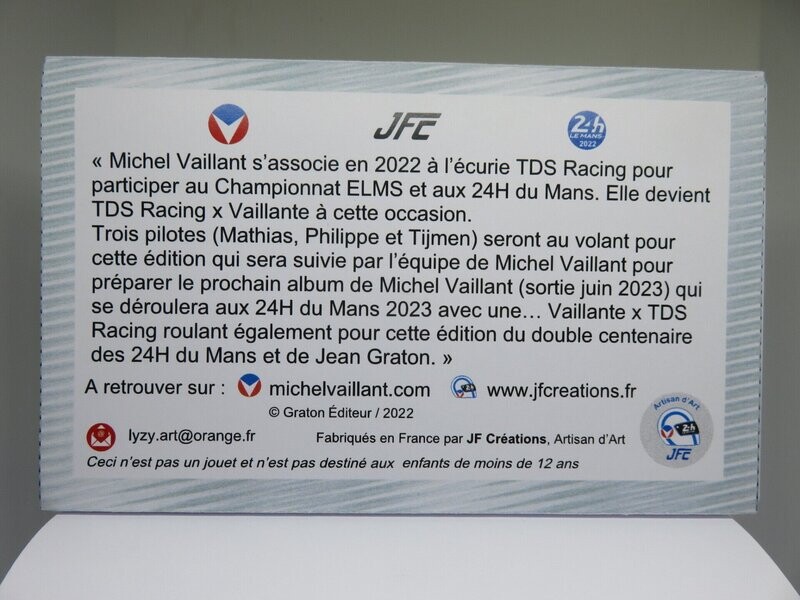 JFC
24h
LE MANS
2022
« Michel Vaillant s’associe en 2022 à l’écurie TDS Racing pour
participer au Championnat ELMS et aux 24H du Mans. Elle devient
TDS Racing x Vaillante à cette occasion.
Trois pilotes (Mathias, Philippe et Tijmen) seront au volant pour
cette édition qui sera suivie par l’équipe de Michel Vaillant pour
préparer le prochain album de Michel Vaillant (sortie juin 2023) qui
se déroulera aux 24H du Mans 2023 avec une… Vaillante x TDS
Racing roulant également pour cette édition du double centenaire
des 24H du Mans et de Jean Graton. »
A retrouver sur : michelvaillant.com www.jfcreations.fr
© Graton Éditeur / 2022
lyzy.art@orange.fr Fabriqués en France par JF Créations, Artisan d’Art
Ceci n’est pas un jouet et n’est pas destiné aux enfants de moins de 12 ans
Artisan d’Art
24h
JFC